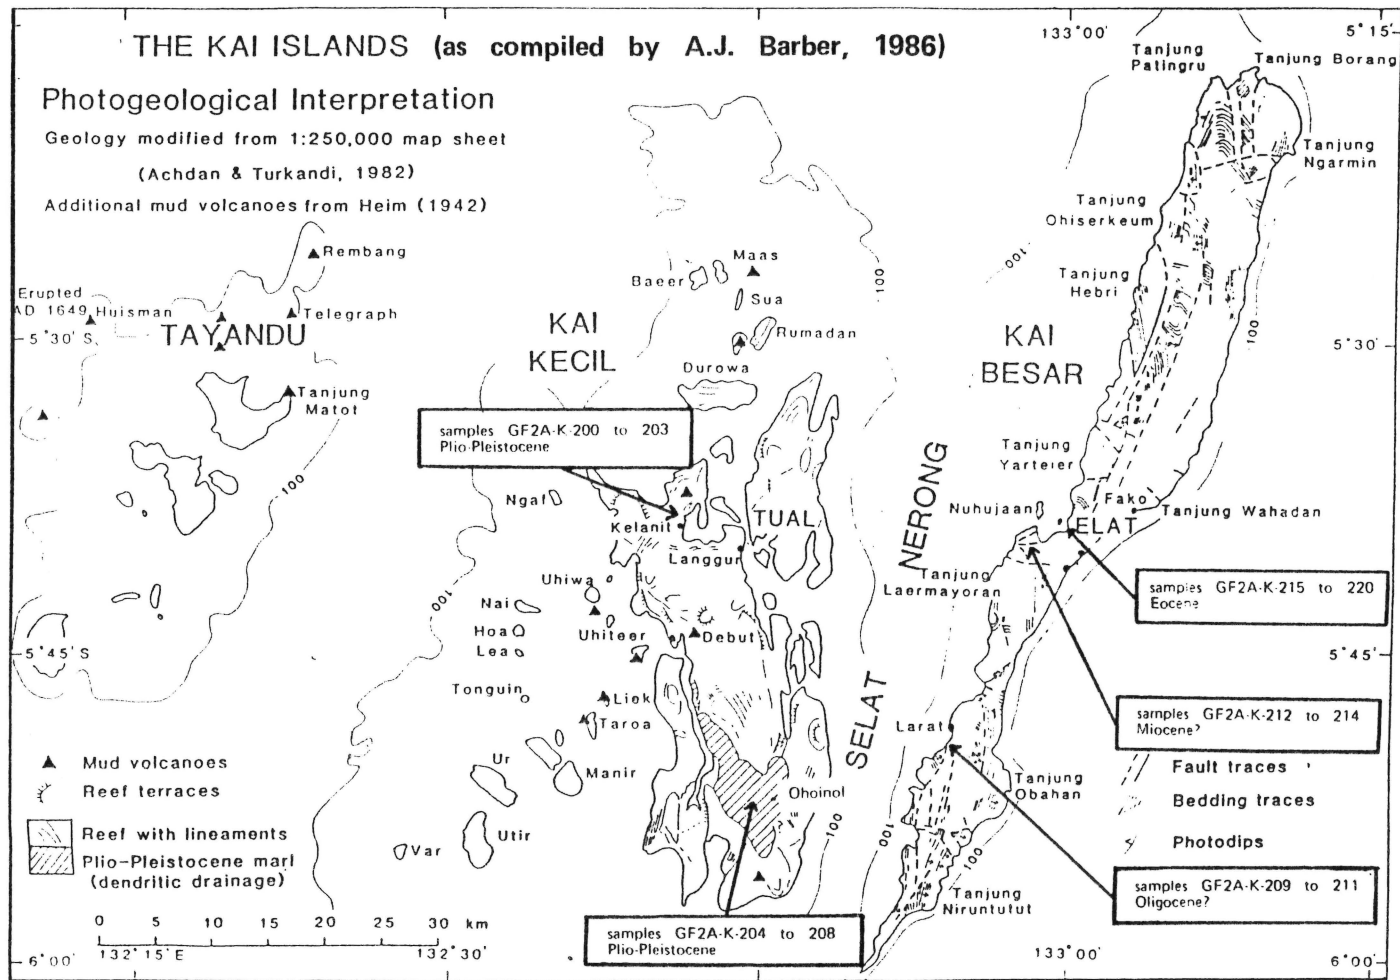 THE KAI ISLANDS (as compiled by A.J. Barber, 1986)
Photogeological Interpretation
Geology modified from 1:250,000 map sheet
(Achdan & Turkandi, 1982)
Additional mud volcanoes from Heim (1942)
133°00'
5°15'
Tanjung
Patingru
Tanjung Borang
Tanjung
Ngarmin
Tanjung
Ohiserkeum
Tanjung
Hebri
Rembang
Erupted
AD 1649
Huisman
Telegraph
5°30' S
TAYANDU
Tanjung
Matot
100
Maas
Baeer
Sua
Rumadan
Durowa
KAI
KECIL
100
100
KAI
BESAR
100
5°30'
samples GF2A-K-200 to 203
Plio-Pleistocene
Ngaf
Kelanit
Langgur
TUAL
Tanjung
Yarteier
Nuhujaan
Fako
ELAT
Tanjung Wahadan
SELAT NERONG
Tanjung
Laermayoran
samples GF2A-K-215 to 220
Eocene
100
Uhiwa
Nai
Hoa
Lea
Uhiteer
Debut
5°45' S
5°45'
Tonguin
Liek
Taroa
Larat
samples GF2A-K-212 to 214
Miocene?
Ur
Manir
Ohoinol
Tanjung
Obahan
Utir
Var
100
100
100
Tanjung
Niruntutut
Mud volcanoes
Reef terraces
Reef with lineaments
Plio-Pleistocene marl
(dendritic drainage)
Fault traces
Bedding traces
Photodips
samples GF2A-K-209 to 211
Oligocene?
samples GF2A-K-204 to 208
Plio-Pleistocene
0 5 10 15 20 25 30 km
6°00'
132°15'E
132°30'
133°00'
6°00'